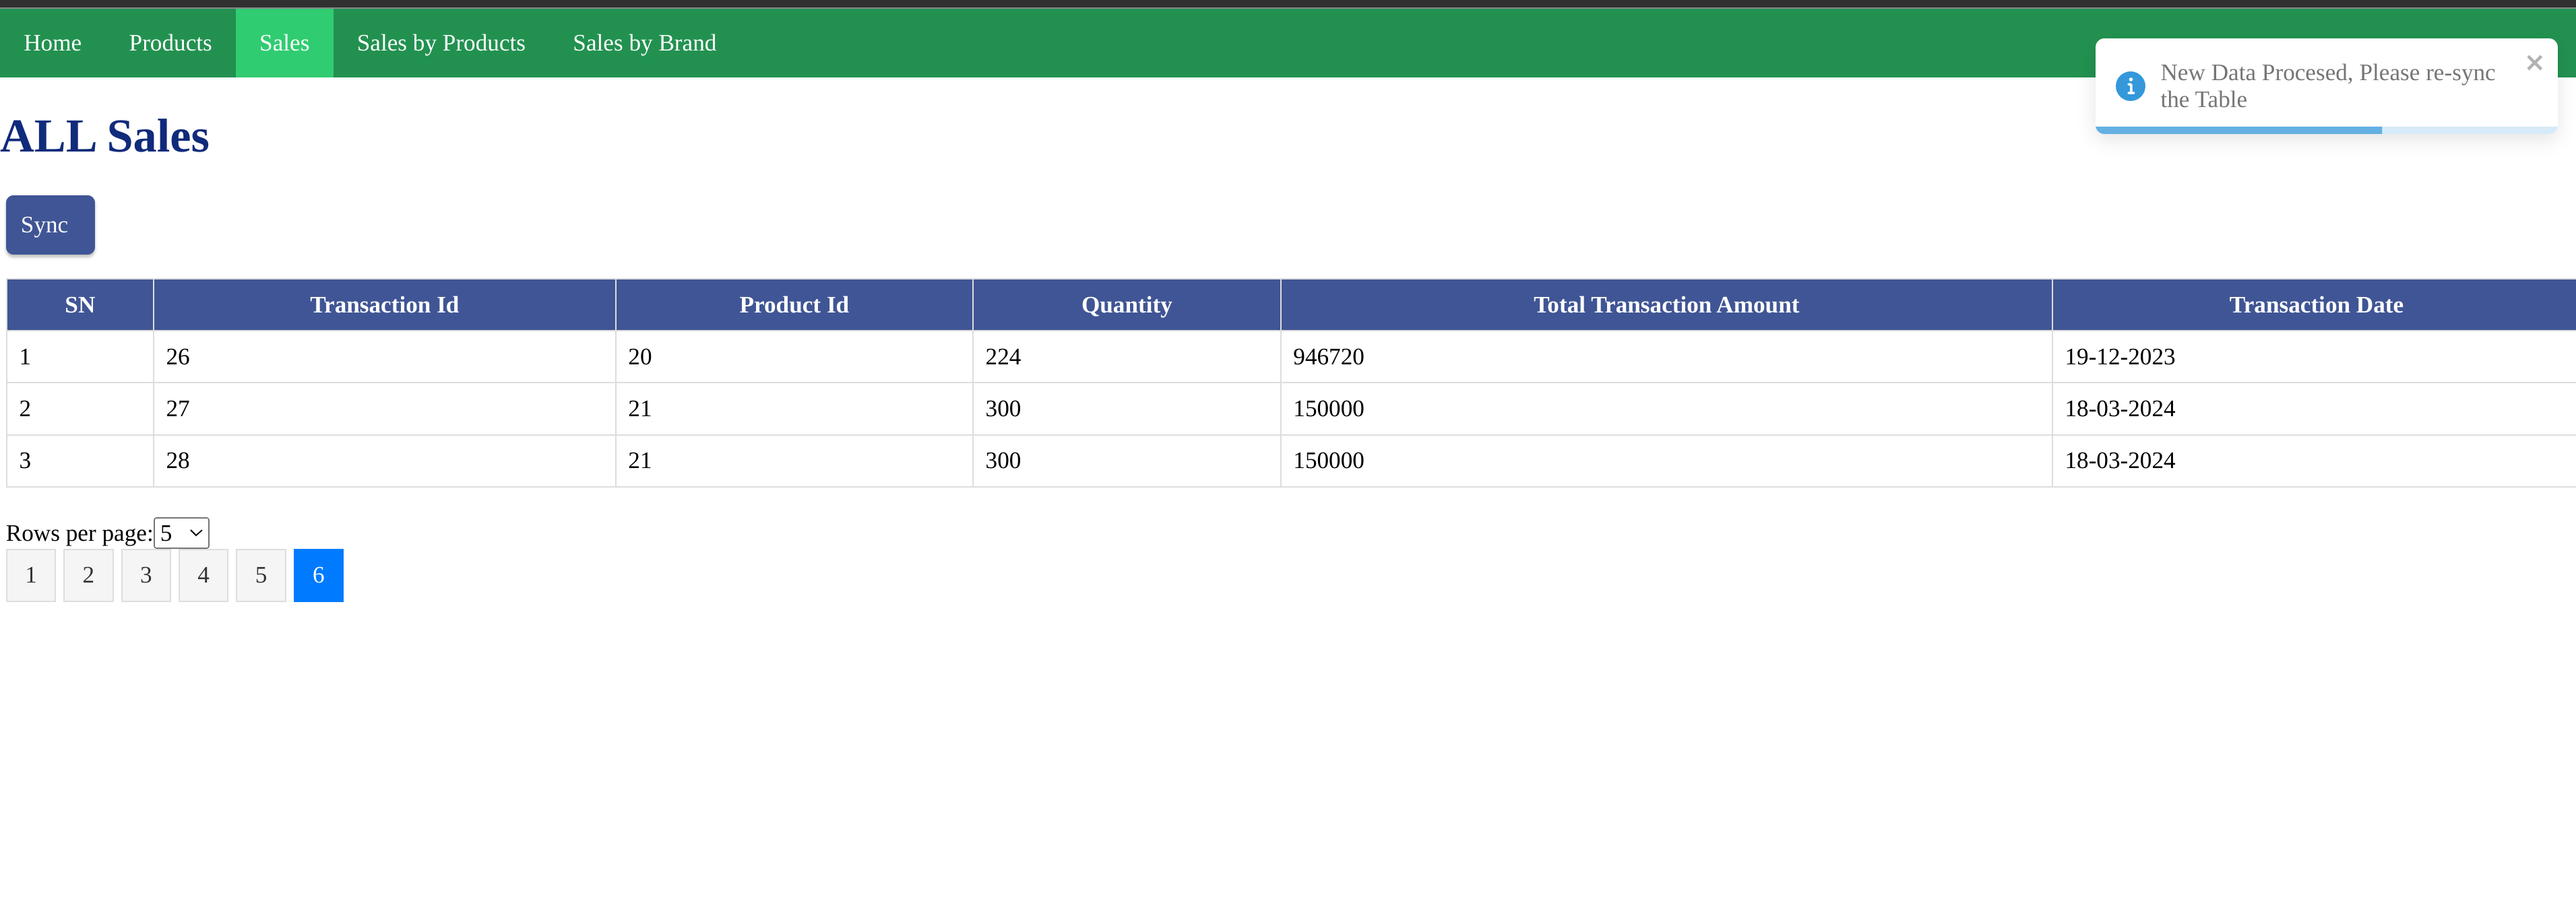 Home Products Sales Sales by Products Sales by Brand
New Data Procesed, Please re-sync
the Table
ALL Sales
Sync
SN Transaction Id Product Id Quantity Total Transaction Amount Transaction Date
1 26 20 224 946720 19-12-2023
2 27 21 300 150000 18-03-2024
3 28 21 300 150000 18-03-2024
Rows per page: 5
1 2 3 4 5 6